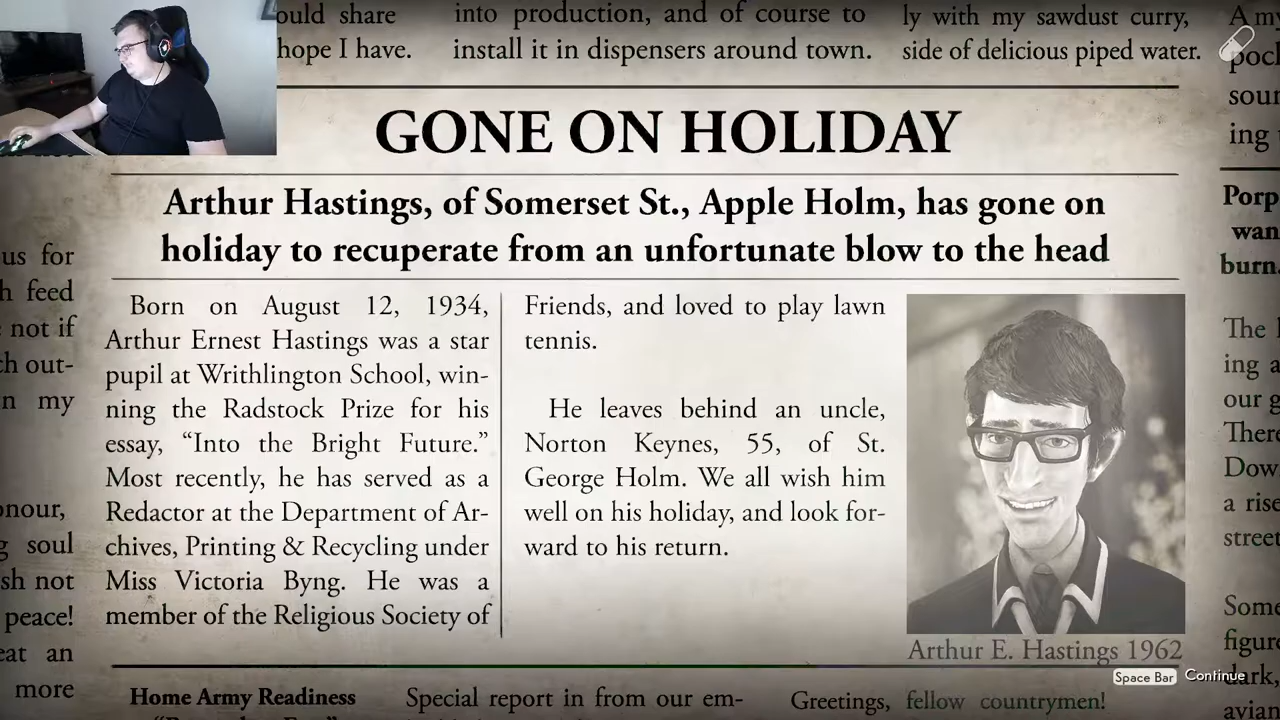 ould share
hope I have.
into production, and of course to
install it in dispensers around town.
ly with my sawdust curry,
side of delicious piped water.
A my
pock
soun
ing
GONE ON HOLIDAY
Arthur Hastings, of Somerset St., Apple Holm, has gone on
holiday to recuperate from an unfortunate blow to the head
us for
h feed
not if
ch out-
n my
onour,
g soul
sh not
peace!
eat an
more
Born on August 12, 1934,
Arthur Ernest Hastings was a star
pupil at Writhlington School, win-
ning the Radstock Prize for his
essay, “Into the Bright Future.”
Most recently, he has served as a
Redactor at the Department of Ar-
chives, Printing & Recycling under
Miss Victoria Byng. He was a
member of the Religious Society of
Friends, and loved to play lawn
tennis.
He leaves behind an uncle,
Norton Keynes, 55, of St.
George Holm. We all wish him
well on his holiday, and look for-
ward to his return.
Arthur E. Hastings 1962
Porp
wan
burn.
The
ing a
our g
There
Dow
a rise
street
Some
figur
dark,
avian
Space Bar Continue
Home Army Readiness
Special report in from our em-
Greetings, fellow countrymen!